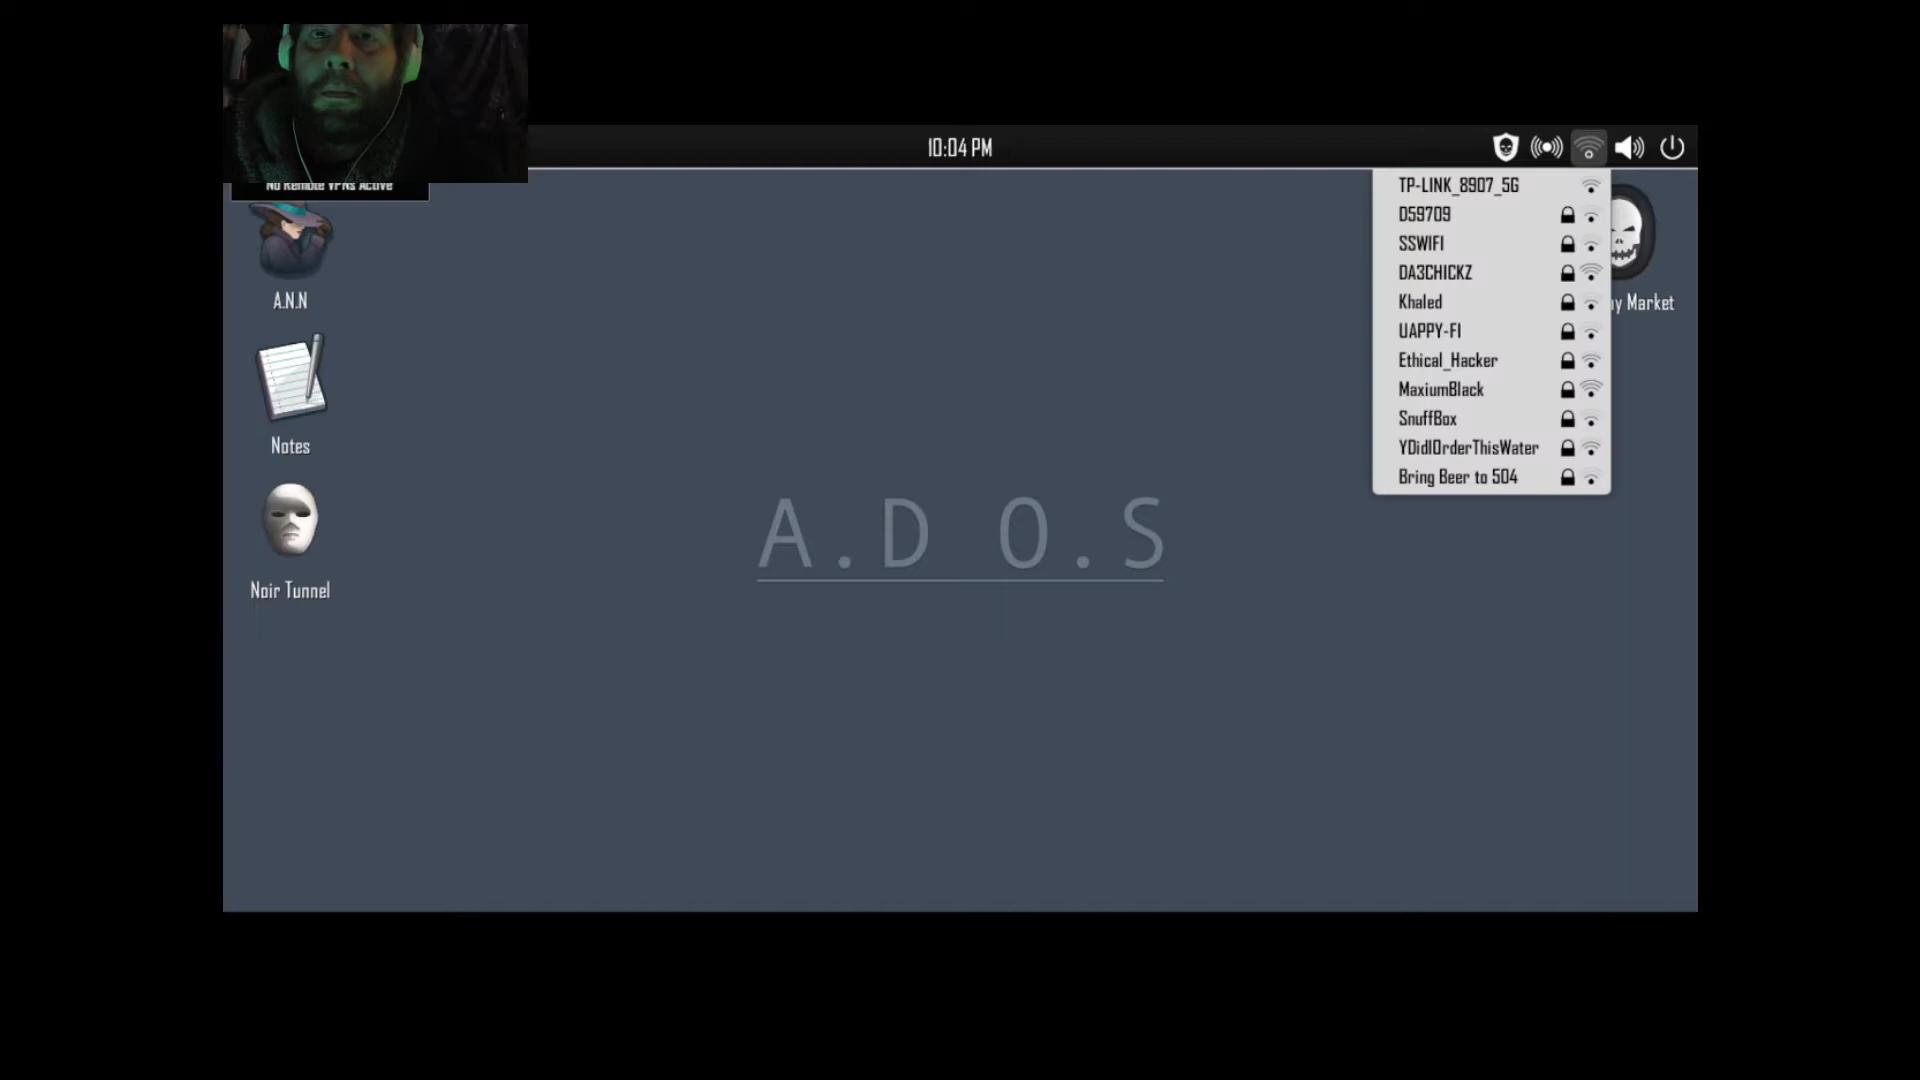 10:04 PM
No Remote VPNs Active
TP-LINK_8907_5G
D59709
SSWIFI
DA3CHICKZ
Khaled
UAPPY-FI
Ethical_Hacker
MaxiumBlack
SnuffBox
YDidIOrderThisWater
Bring Beer to 504
A.N.N
Market
Notes
A.D O.S
Noir Tunnel